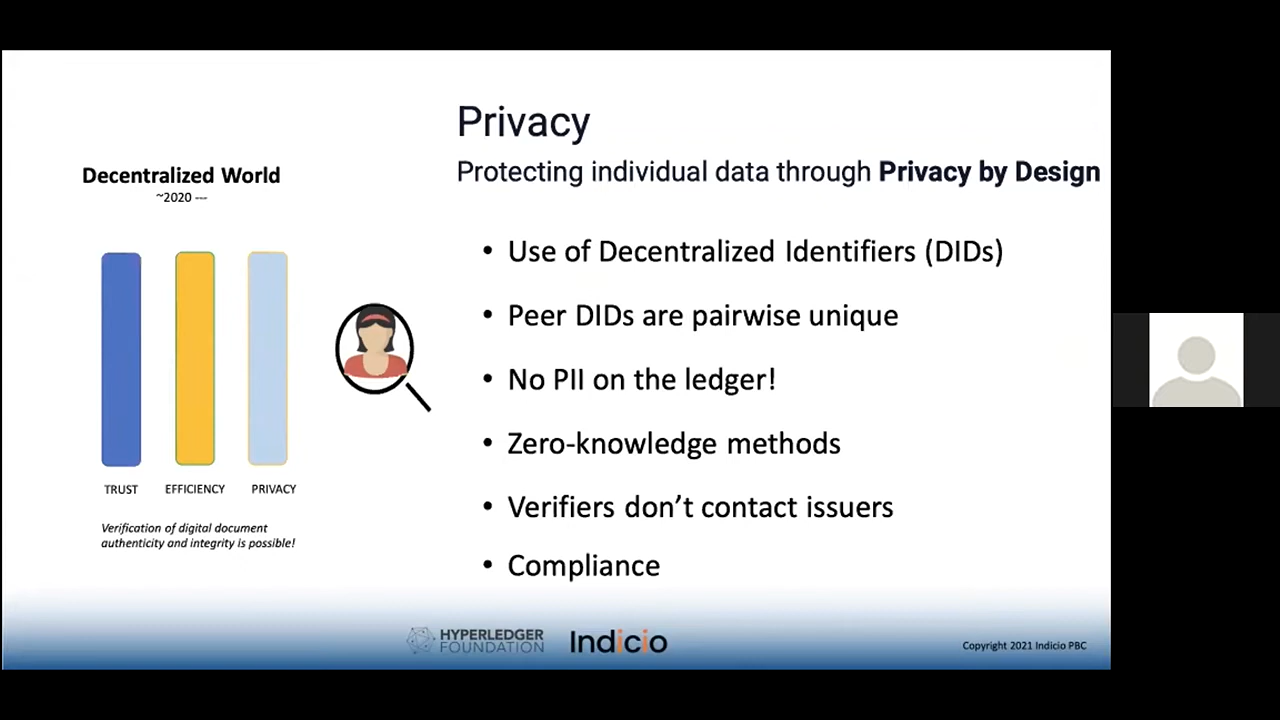 Privacy
Protecting individual data through Privacy by Design
Decentralized World
~2020 ---
• Use of Decentralized Identifiers (DIDs)
• Peer DIDs are pairwise unique
• No PII on the ledger!
• Zero-knowledge methods
• Verifiers don’t contact issuers
• Compliance
TRUST EFFICIENCY PRIVACY
Verification of digital document
authenticity and integrity is possible!
HYPERLEDGER
FOUNDATION
Indicio
Copyright 2021 Indicio PBC